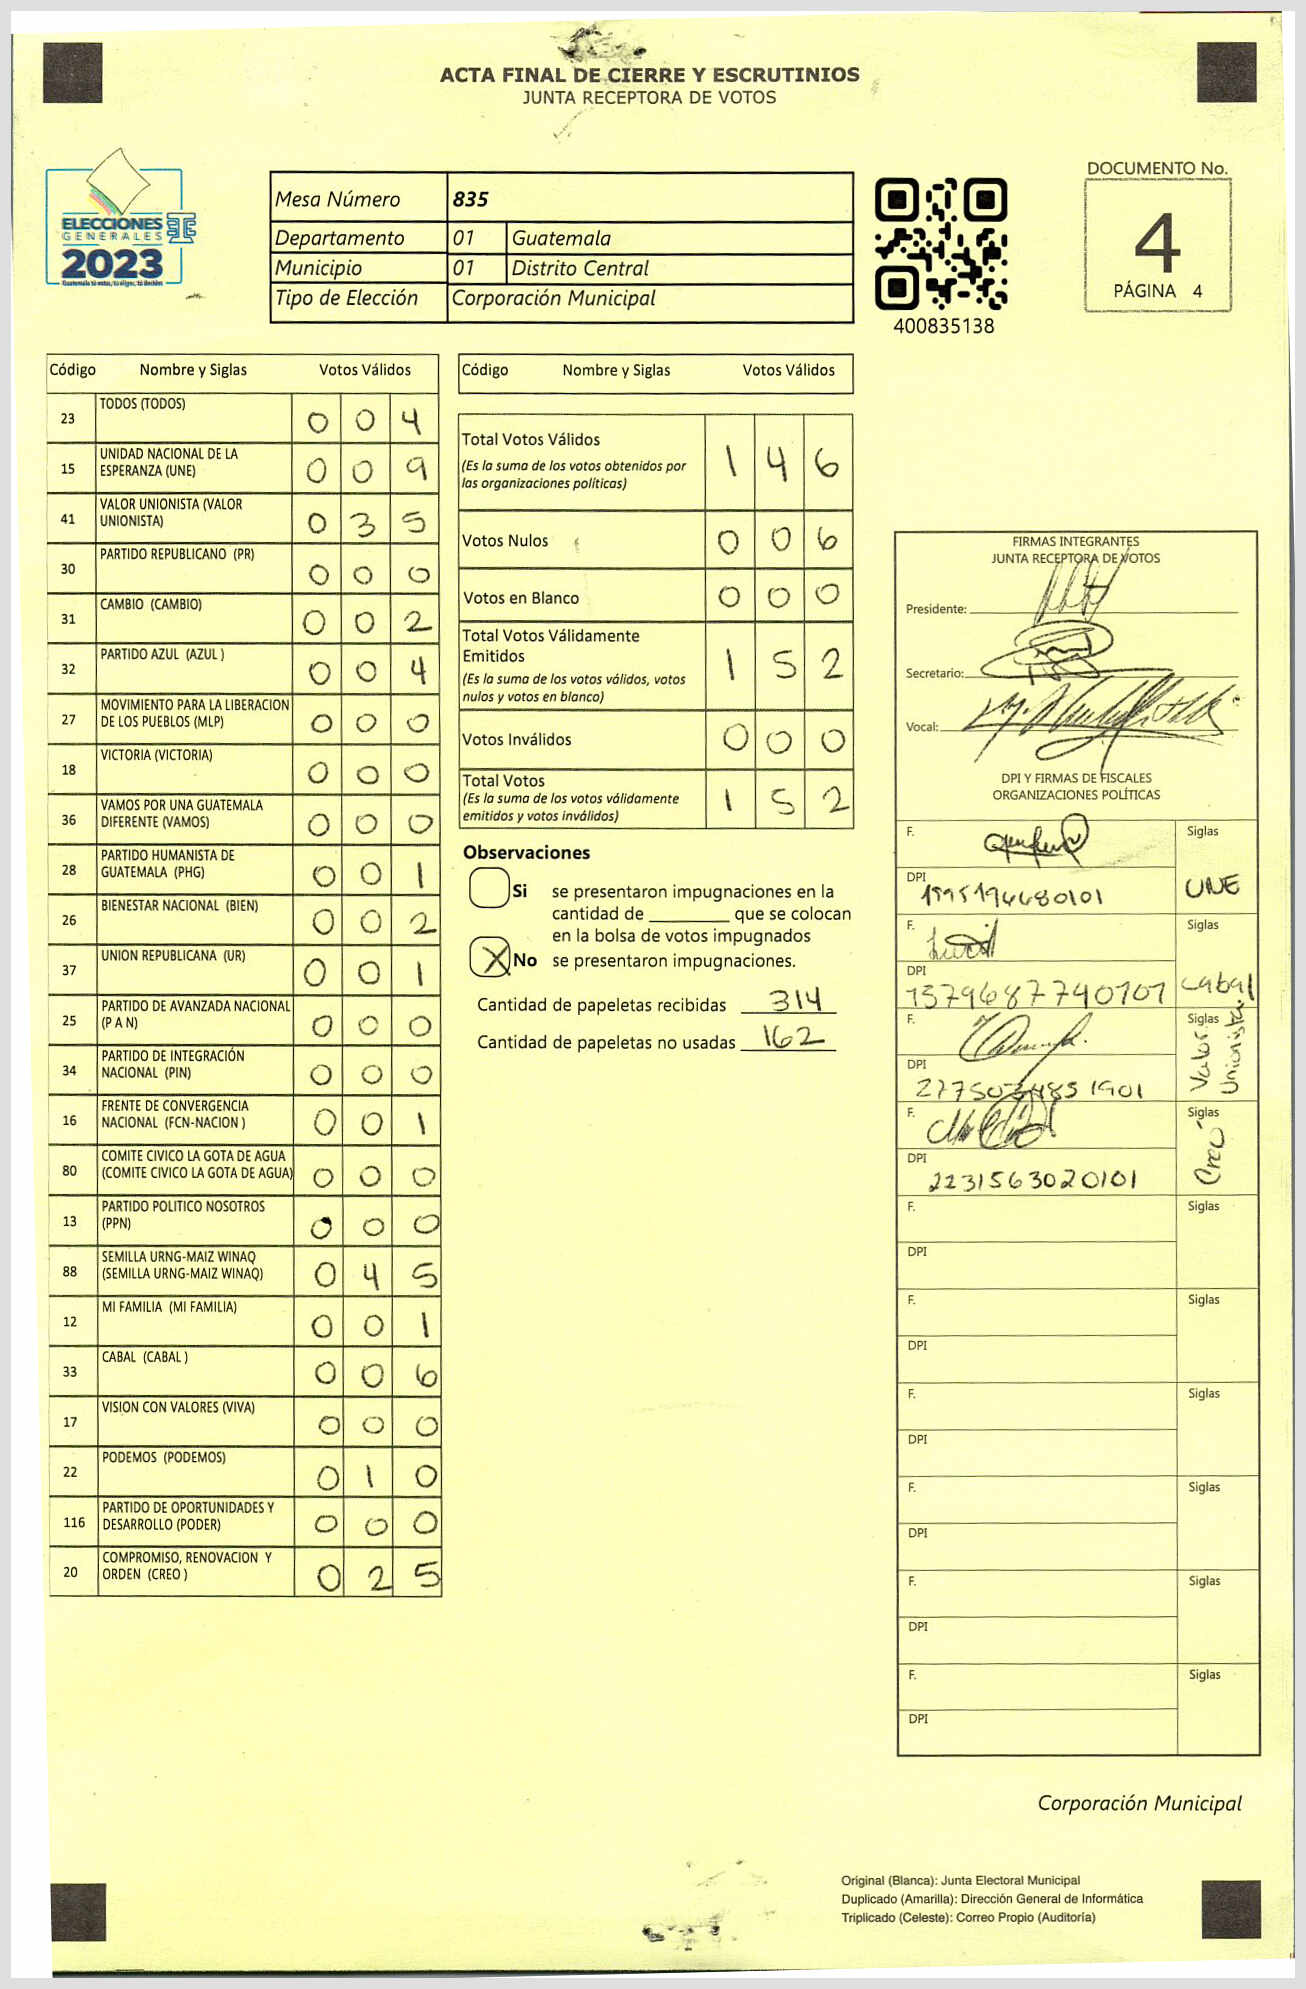 ACTA FINAL DE CIERRE Y ESCRUTINIOS
JUNTA RECEPTORA DE VOTOS
ELECCIONES
GENERALES
2023
Guatemala tú votas, tú eliges, tú decides
Mesa Número 835
Departamento 01 Guatemala
Municipio 01 Distrito Central
Tipo de Elección Corporación Municipal
400835138
DOCUMENTO No.
4
PÁGINA 4
Código Nombre y Siglas Votos Válidos
23 TODOS (TODOS) 0 0 4
15 UNIDAD NACIONAL DE LA
ESPERANZA (UNE) 0 0 9
41 VALOR UNIONISTA (VALOR
UNIONISTA) 0 3 5
30 PARTIDO REPUBLICANO (PR) 0 0 0
31 CAMBIO (CAMBIO) 0 0 2
32 PARTIDO AZUL (AZUL ) 0 0 4
27 MOVIMIENTO PARA LA LIBERACION
DE LOS PUEBLOS (MLP) 0 0 0
18 VICTORIA (VICTORIA) 0 0 0
36 VAMOS POR UNA GUATEMALA
DIFERENTE (VAMOS) 0 0 0
28 PARTIDO HUMANISTA DE
GUATEMALA (PHG) 0 0 1
26 BIENESTAR NACIONAL (BIEN) 0 0 2
37 UNION REPUBLICANA (UR) 0 0 1
25 PARTIDO DE AVANZADA NACIONAL
(P A N) 0 0 0
34 PARTIDO DE INTEGRACIÓN
NACIONAL (PIN) 0 0 0
16 FRENTE DE CONVERGENCIA
NACIONAL (FCN-NACION ) 0 0 1
80 COMITE CIVICO LA GOTA DE AGUA
(COMITE CIVICO LA GOTA DE AGUA) 0 0 0
13 PARTIDO POLITICO NOSOTROS
(PPN) 0 0 0
88 SEMILLA URNG-MAIZ WINAQ
(SEMILLA URNG-MAIZ WINAQ) 0 4 5
12 MI FAMILIA (MI FAMILIA) 0 0 1
33 CABAL (CABAL ) 0 0 6
17 VISION CON VALORES (VIVA) 0 0 0
22 PODEMOS (PODEMOS) 0 1 0
116 PARTIDO DE OPORTUNIDADES Y
DESARROLLO (PODER) 0 0 0
20 COMPROMISO, RENOVACION Y
ORDEN (CREO ) 0 2 5
Código Nombre y Siglas Votos Válidos
Total Votos Válidos 1 4 6
(Es la suma de los votos obtenidos por
las organizaciones políticas)
Votos Nulos 0 0 6
Votos en Blanco 0 0 0
Total Votos Válidamente
Emitidos 1 5 2
(Es la suma de los votos válidos, votos
nulos y votos en blanco)
Votos Inválidos 0 0 0
Total Votos 1 5 2
(Es la suma de los votos válidamente
emitidos y votos inválidos)
Observaciones
Si se presentaron impugnaciones en la
cantidad de ________ que se colocan
en la bolsa de votos impugnados
X No se presentaron impugnaciones.
Cantidad de papeletas recibidas 314
Cantidad de papeletas no usadas 162
FIRMAS INTEGRANTES
JUNTA RECEPTORA DE VOTOS
Presidente:
Secretario:
Vocal:
DPI Y FIRMAS DE FISCALES
ORGANIZACIONES POLÍTICAS
F. Siglas
DPI UNE
1995194680101
F. Siglas
DPI Cabal
1379687740101
F. Siglas
DPI Valor Unionista
2775034851901
F. Siglas
DPI Creo
2231563020101
F. Siglas
DPI
F. Siglas
DPI
F. Siglas
DPI
F. Siglas
DPI
F. Siglas
DPI
F. Siglas
DPI
Corporación Municipal
Original (Blanca): Junta Electoral Municipal
Duplicado (Amarilla): Dirección General de Informática
Triplicado (Celeste): Correo Propio (Auditoría)